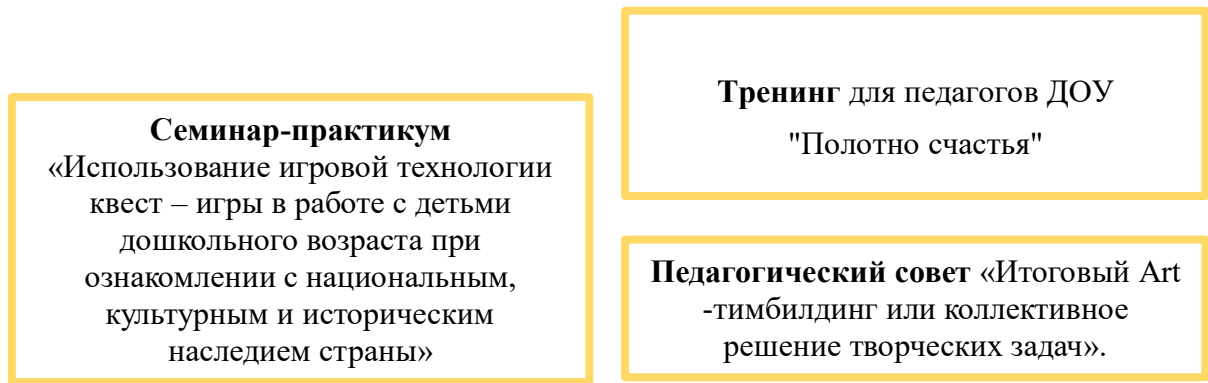 Семинар-практикум
«Использование игровой технологии
квест – игры в работе с детьми
дошкольного возраста при
ознакомлении с национальным,
культурным и историческим
наследием страны»
Тренинг для педагогов ДОУ
"Полотно счастья"
Педагогический совет «Итоговый Art
-тимбилдинг или коллективное
решение творческих задач».